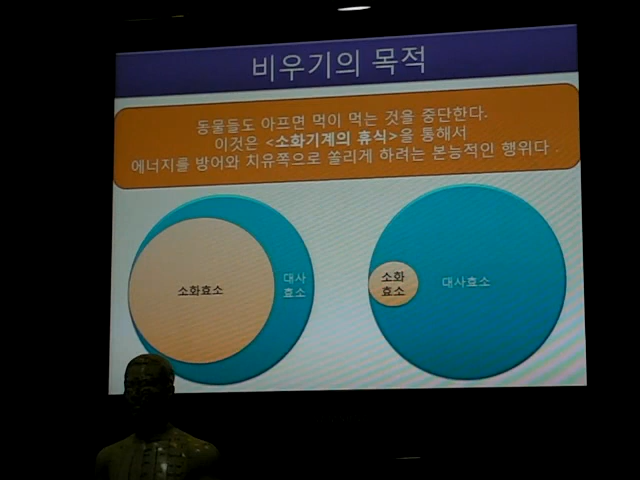 비우기의 목적
동물들도 아프면 먹이 먹는 것을 중단한다.
이것은 <소화기계의 휴식>을 통해서
에너지를 방어와 치유쪽으로 쏠리게 하려는 본능적인 행위다 .
소화효소
대사
효소
소화
효소
대사효소